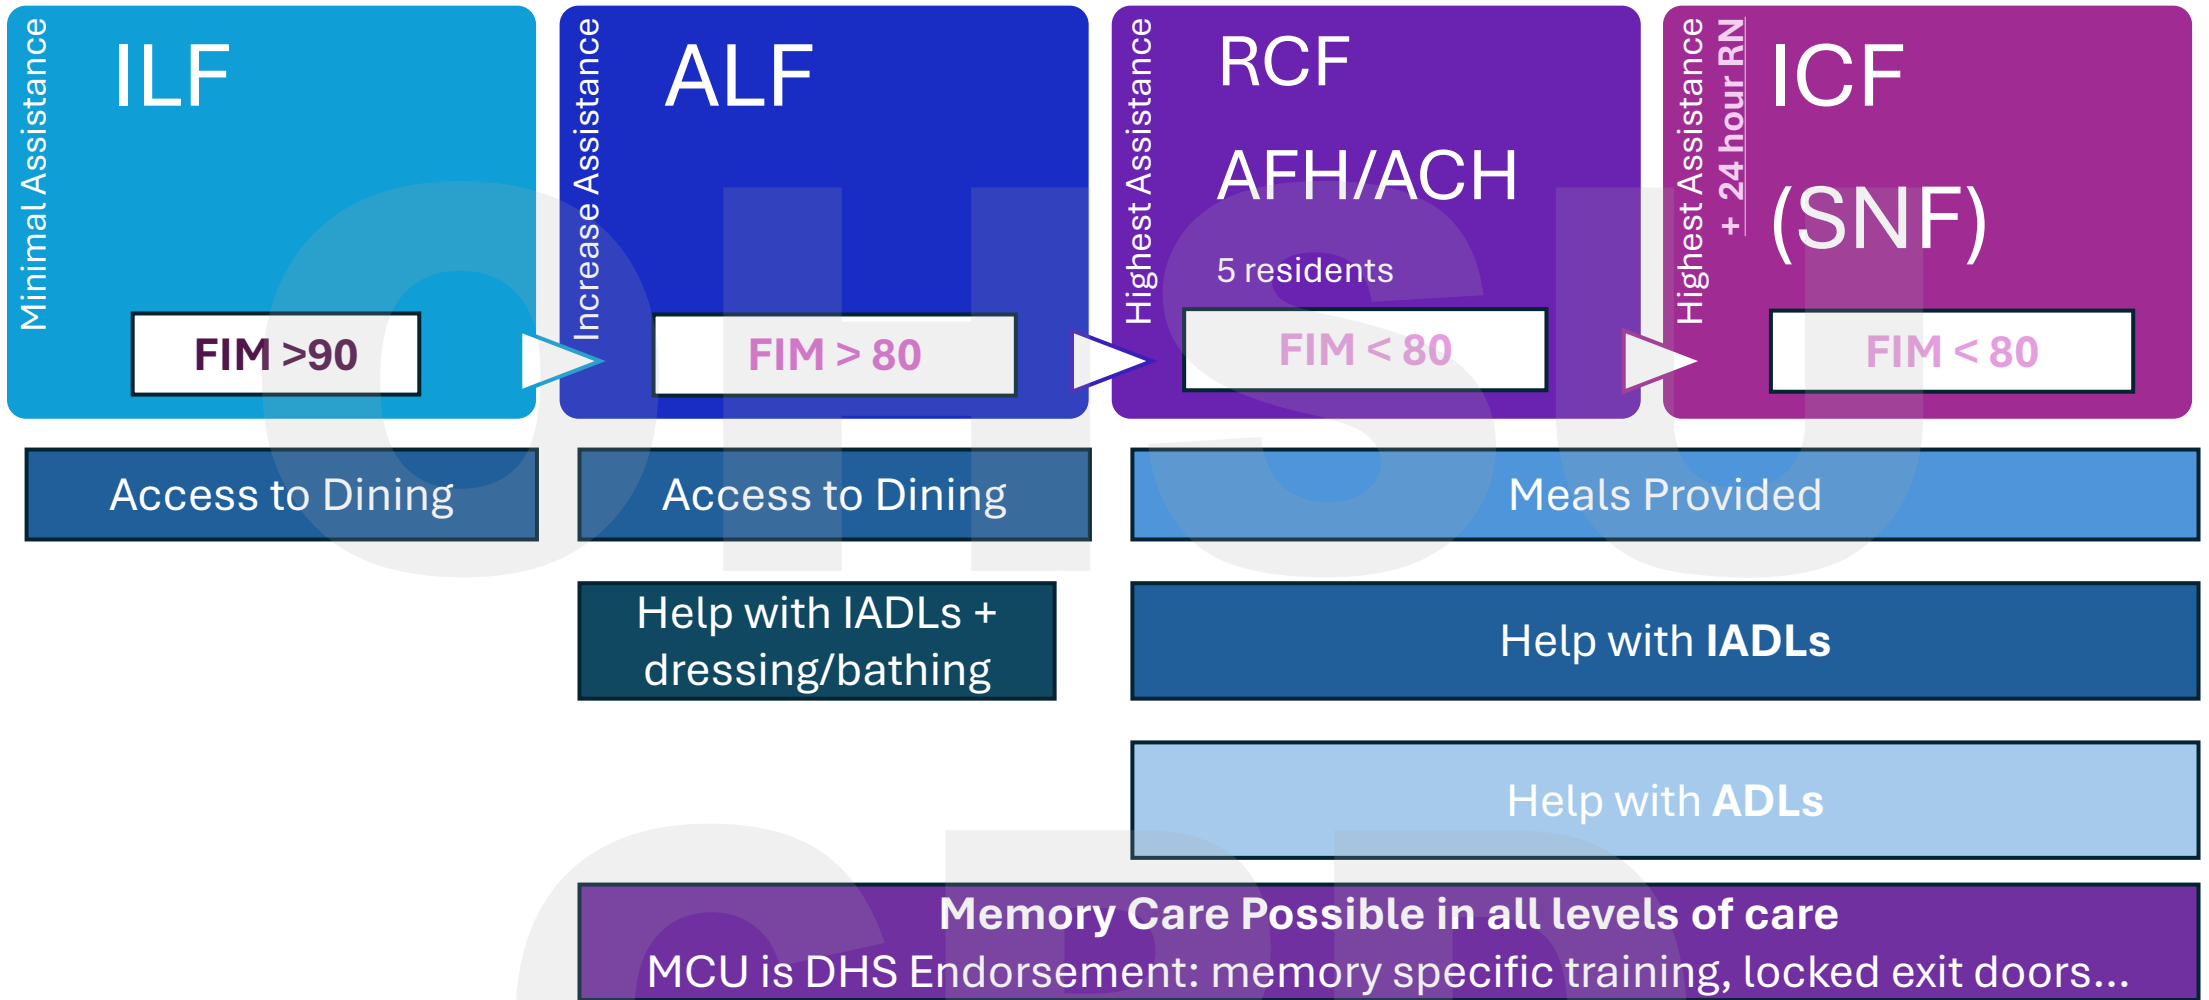 Minimal Assistance
ILF
FIM >90
Increase Assistance
ALF
FIM > 80
Highest Assistance
RCF
AFH/ACH
5 residents
FIM < 80
Highest Assistance
+ 24 hour RN
ICF
(SNF)
FIM < 80
Access to Dining
Access to Dining
Meals Provided
Help with IADLs +
dressing/bathing
Help with IADLs
Help with ADLs
Memory Care Possible in all levels of care
MCU is DHS Endorsement: memory specific training, locked exit doors...
OHSU